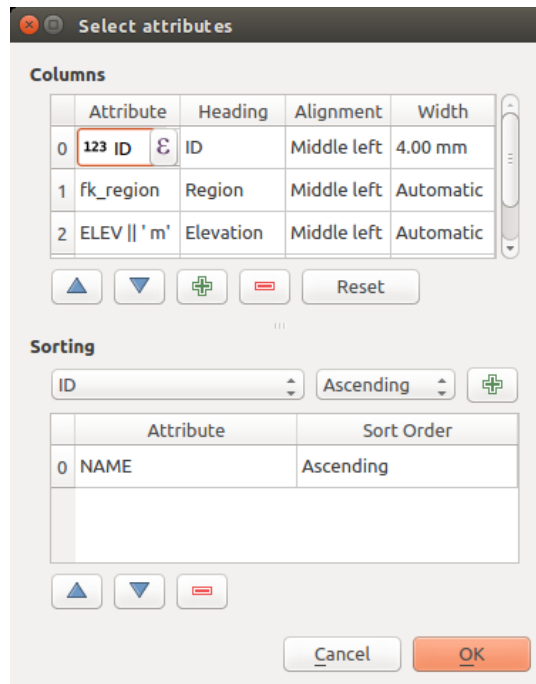 Select attributes
Columns
Attribute Heading Alignment Width
0 123 ID ε ID Middle left 4.00 mm
1 fk_region Region Middle left Automatic
2 ELEV || ' m' Elevation Middle left Automatic
Reset
Sorting
ID Ascending
Attribute Sort Order
0 NAME Ascending
Cancel OK